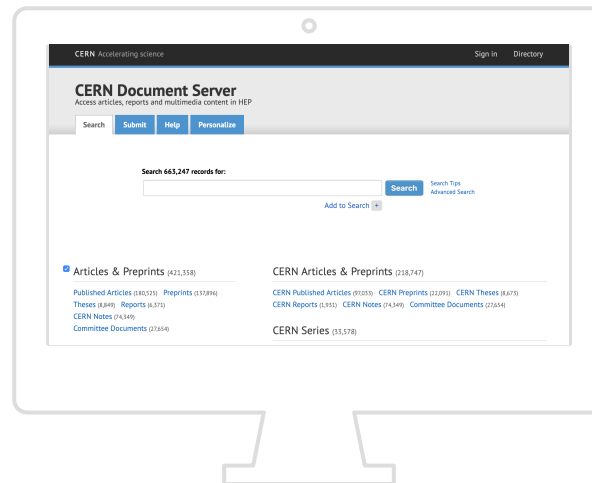 CERN Accelerating science
Sign in Directory
CERN Document Server
Access articles, reports and multimedia content in HEP
Search Submit Help Personalize
Search 663,247 records for:
Search
Search Tips
Advanced Search
Add to Search +
Articles & Preprints (421,358)
Published Articles (180,525) Preprints (137,896)
Theses (8,849) Reports (6,371)
CERN Notes (74,349)
Committee Documents (27,654)
CERN Articles & Preprints (218,747)
CERN Published Articles (97,033) CERN Preprints (22,091) CERN Theses (8,673)
CERN Reports (1,931) CERN Notes (74,349) Committee Documents (27,654)
CERN Series (33,578)